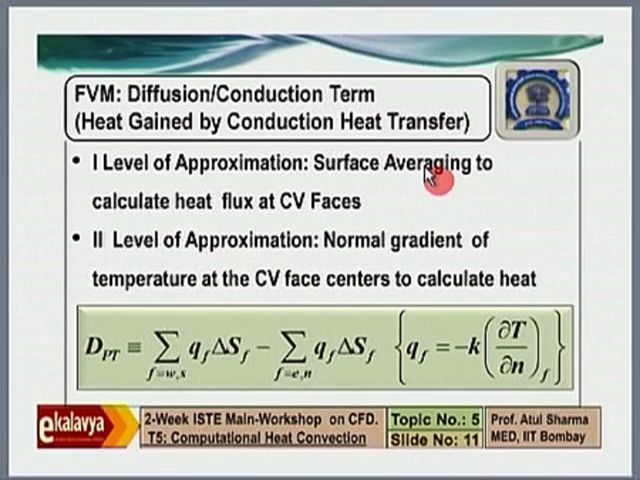 FVM: Diffusion/Conduction Term
(Heat Gained by Conduction Heat Transfer)
• I Level of Approximation: Surface Averaging to
calculate heat flux at CV Faces
• II Level of Approximation: Normal gradient of
temperature at the CV face centers to calculate heat
D_PT ≡ ∑_{f=w,s} q_f ΔS_f − ∑_{f=e,n} q_f ΔS_f { q_f = −k (∂T/∂n)_f }
ekalavya
2-Week ISTE Main-Workshop on CFD.
T5: Computational Heat Convection
Topic No.: 5
Slide No.: 11
Prof. Atul Sharma
MED, IIT Bombay